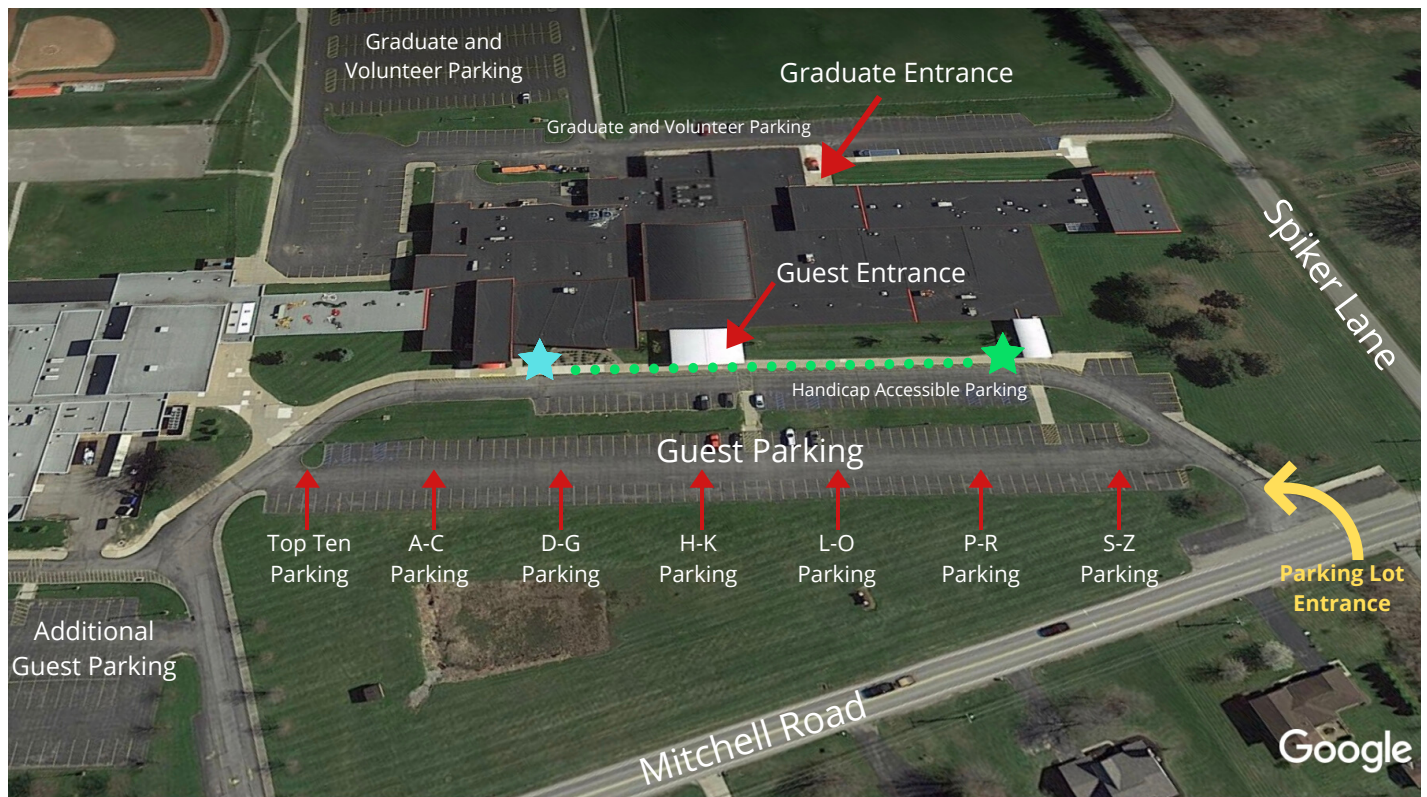 Graduate and
Volunteer Parking
Graduate Entrance
Graduate and Volunteer Parking
Spiker Lane
Guest Entrance
Handicap Accessible Parking
Guest Parking
Top Ten
Parking
A-C
Parking
D-G
Parking
H-K
Parking
L-O
Parking
P-R
Parking
S-Z
Parking
Parking Lot
Entrance
Additional
Guest Parking
Mitchell Road
Google